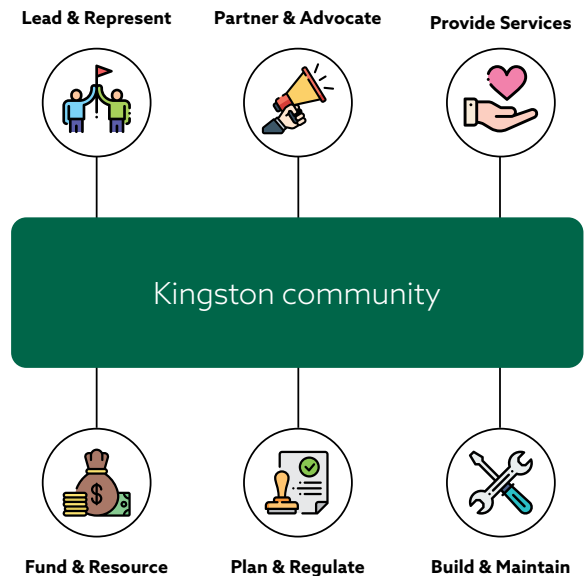 Lead & Represent
Partner & Advocate
Provide Services
Kingston community
$
Fund & Resource
Plan & Regulate
Build & Maintain